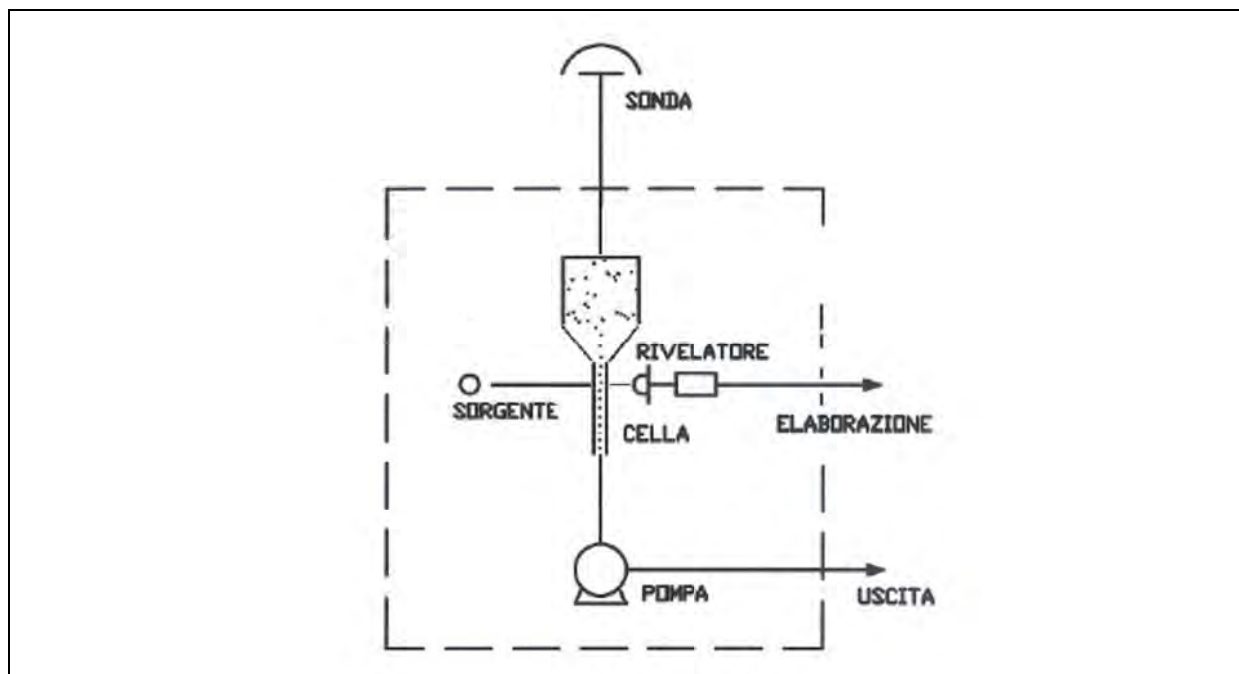 SONDA
RIVELATORE
SORGENTE
CELLA
ELABORAZIONE
POMPA
USCITA